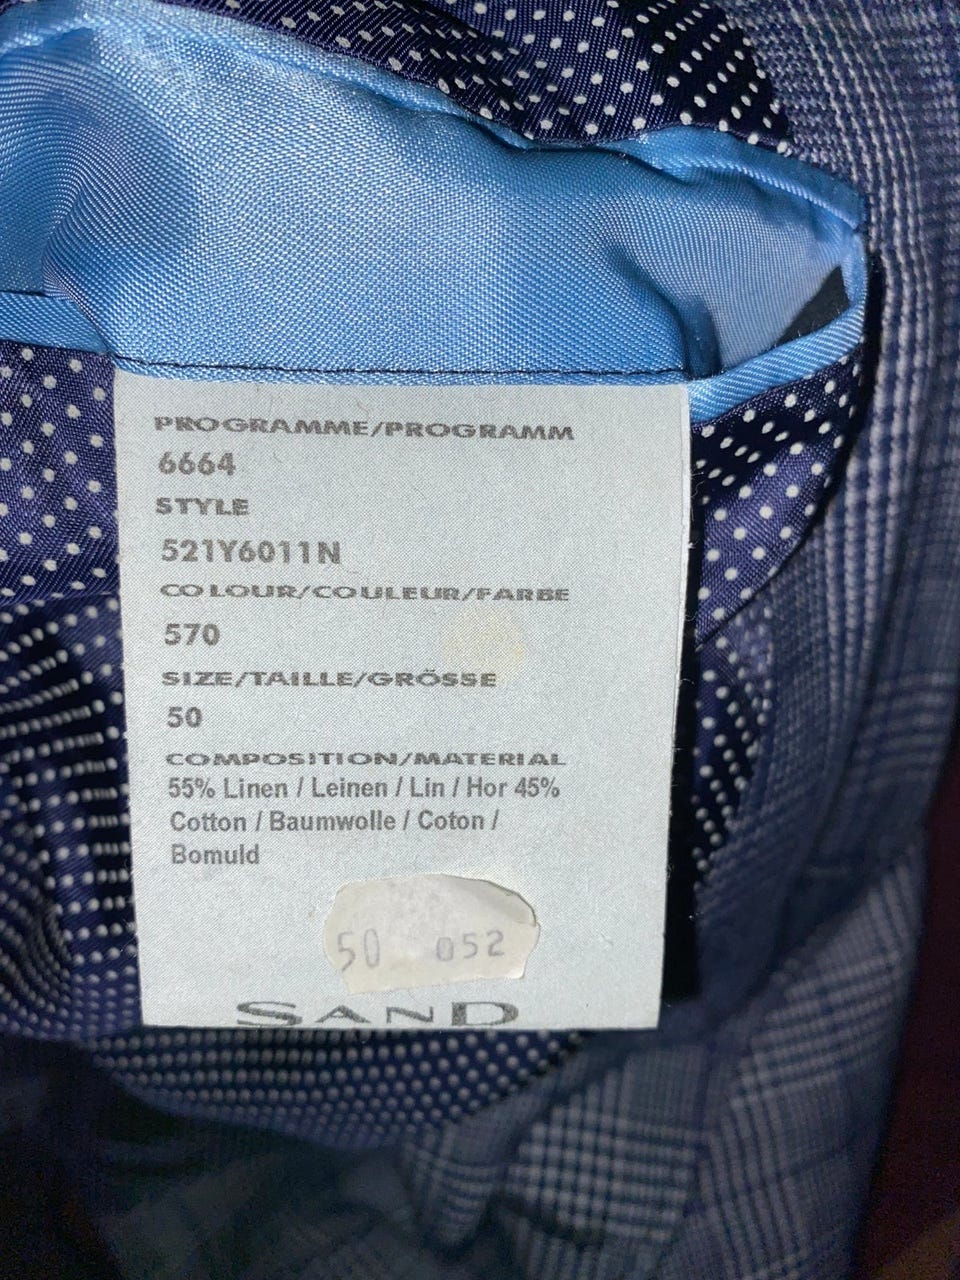 PROGRAMME/PROGRAMM
6664
STYLE
521Y6011N
COLOUR/COULEUR/FARBE
570
SIZE/TAILLE/GRÖSSE
50
COMPOSITION/MATERIAL
55% Linen / Leinen / Lin / Hor 45%
Cotton / Baumwolle / Coton /
Bomuld
50 052
SAND